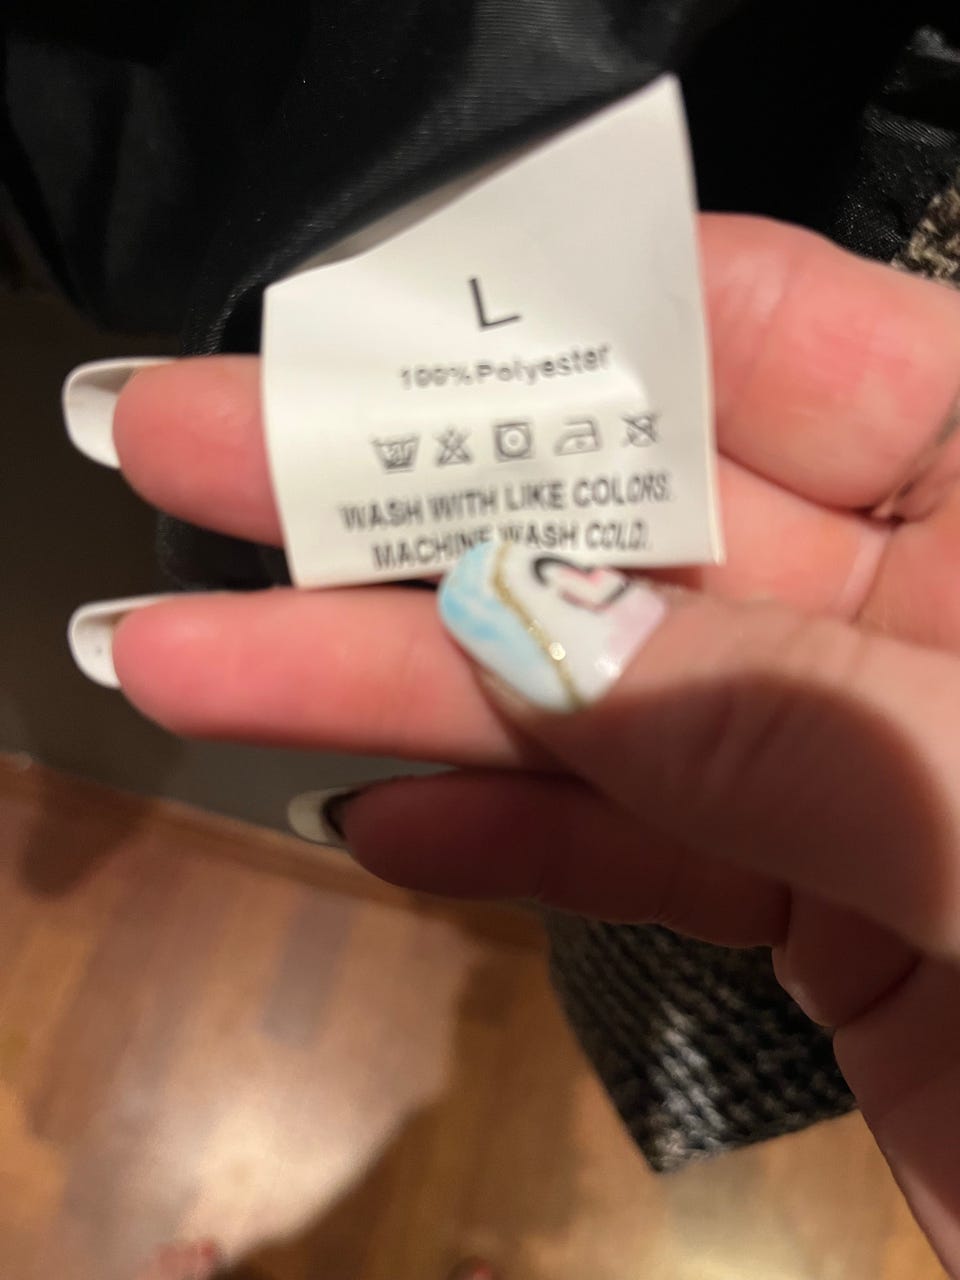 L
100%Polyester
WASH WITH LIKE COLORS.
MACHINE WASH COLD.